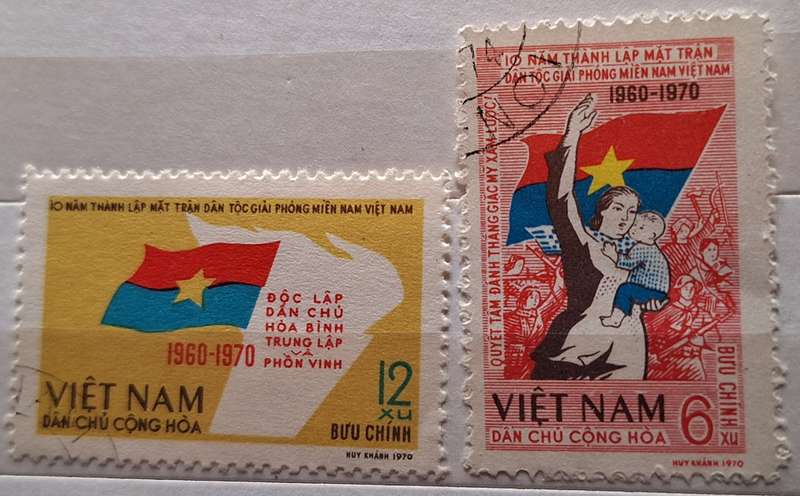 10 NĂM THÀNH LẬP MẶT TRẬN DÂN TỘC GIẢI PHÓNG MIỀN NAM VIỆT NAM
ĐỘC LẬP
DÂN CHỦ
HÒA BÌNH
TRUNG LẬP
VÀ
PHỒN VINH
1960-1970
12
xu
VIỆT NAM
DÂN CHỦ CỘNG HÒA
BƯU CHÍNH
HUY KHÁNH 1970
10 NĂM THÀNH LẬP MẶT TRẬN
DÂN TỘC GIẢI PHÓNG MIỀN NAM VIỆT NAM
1960-1970
QUYẾT TÂM ĐÁNH THẮNG GIẶC MỸ XÂM LƯỢC!
BƯU CHÍNH
VIỆT NAM
DÂN CHỦ CỘNG HÒA
6
xu
HUY KHÁNH 1970